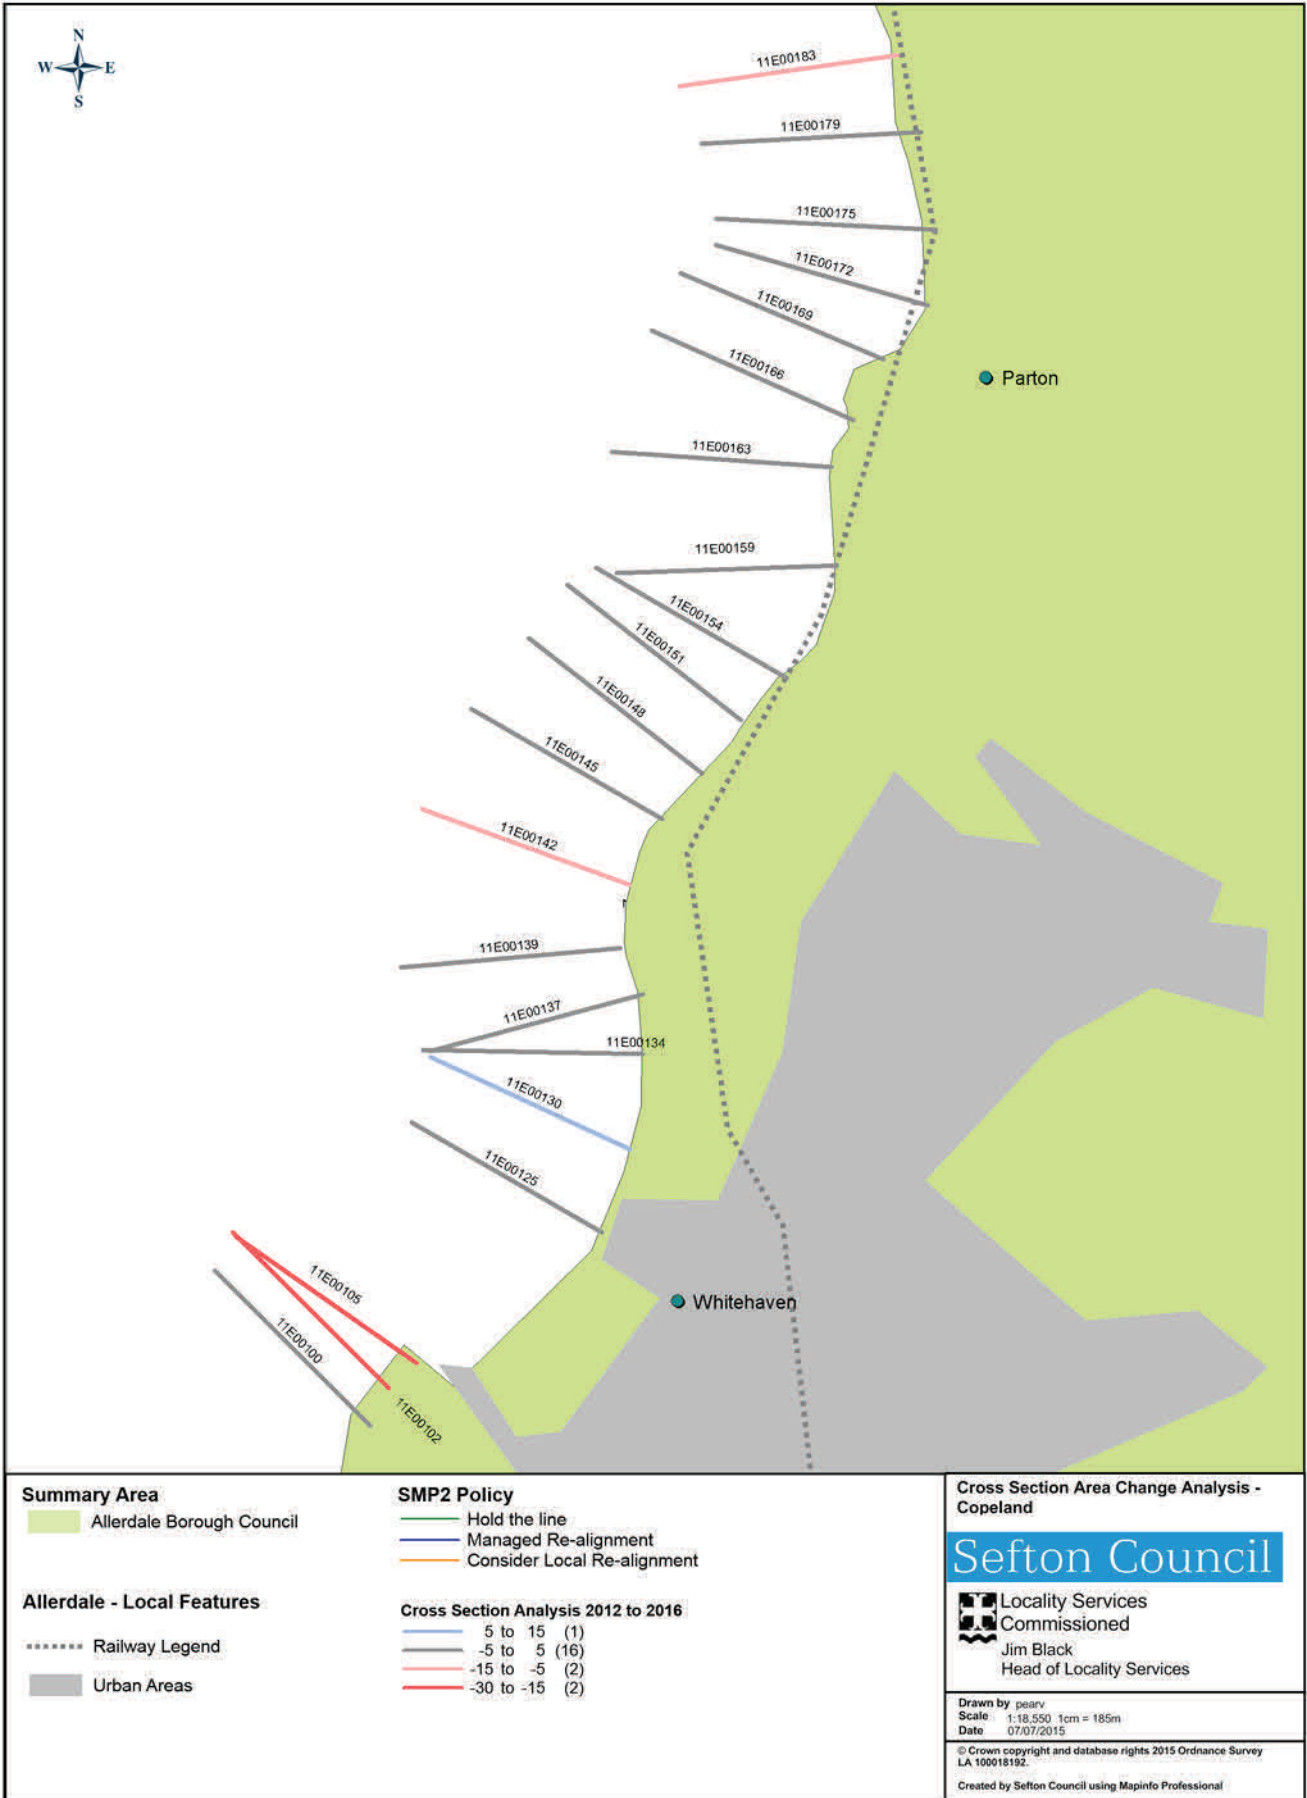 N
W E
S
11E00183
11E00179
11E00175
11E00172
11E00169
11E00166
Parton
11E00163
11E00159
11E00154
11E00151
11E00148
11E00145
11E00142
11E00139
11E00137
11E00134
11E00130
11E00125
11E00105
11E00100
Whitehaven
11E00102
Summary Area
Allerdale Borough Council
Allerdale - Local Features
Railway Legend
Urban Areas
SMP2 Policy
Hold the line
Managed Re-alignment
Consider Local Re-alignment
Cross Section Analysis 2012 to 2016
5 to 15 (1)
-5 to 5 (16)
-15 to -5 (2)
-30 to -15 (2)
Cross Section Area Change Analysis -
Copeland
Sefton Council
Locality Services
Commissioned
Jim Black
Head of Locality Services
Drawn by pearv
Scale 1:18,550 1cm = 185m
Date 07/07/2015
© Crown copyright and database rights 2015 Ordnance Survey
LA 100018192.
Created by Sefton Council using Mapinfo Professional